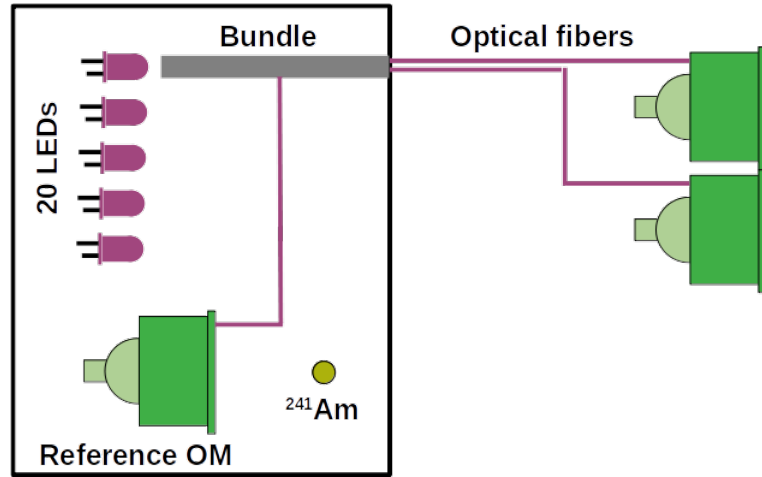 Bundle
Optical fibers
20 LEDs
²⁴¹Am
Reference OM